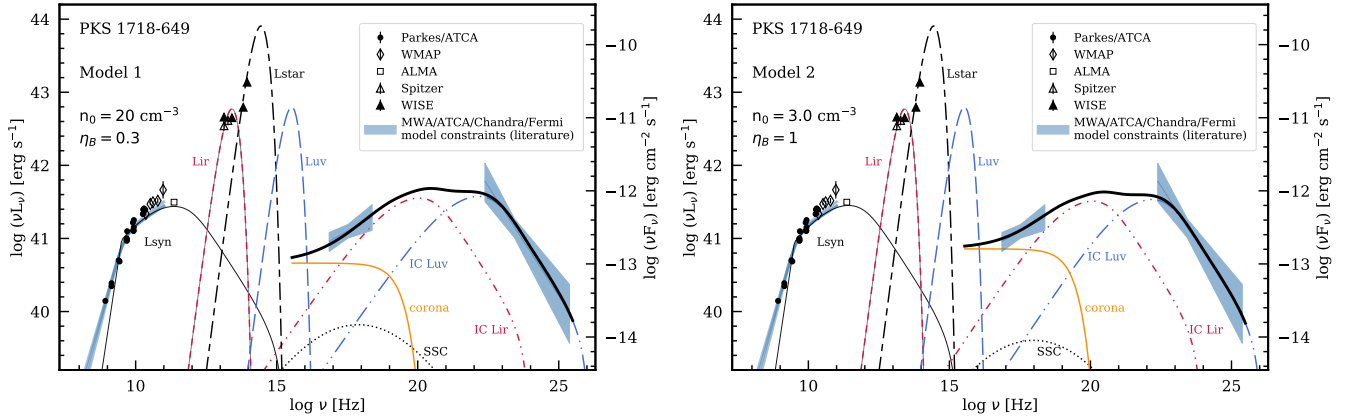 PKS 1718-649
Model 1
n₀ = 20 cm⁻³
η_B = 0.3
Parkes/ATCA
WMAP
ALMA
Spitzer
WISE
MWA/ATCA/Chandra/Fermi
model constraints (literature)
Lstar
Lir
Luv
Lsyn
IC Luv
corona
IC Lir
SSC
44
43
42
41
40
log (νL_ν) [erg s⁻¹]
−10
−11
−12
−13
−14
log (νF_ν) [erg cm⁻² s⁻¹]
10
15
20
25
log ν [Hz]
PKS 1718-649
Model 2
n₀ = 3.0 cm⁻³
η_B = 1
Parkes/ATCA
WMAP
ALMA
Spitzer
WISE
MWA/ATCA/Chandra/Fermi
model constraints (literature)
Lstar
Lir
Luv
Lsyn
IC Luv
corona
IC Lir
SSC
44
43
42
41
40
log (νL_ν) [erg s⁻¹]
−10
−11
−12
−13
−14
log (νF_ν) [erg cm⁻² s⁻¹]
10
15
20
25
log ν [Hz]